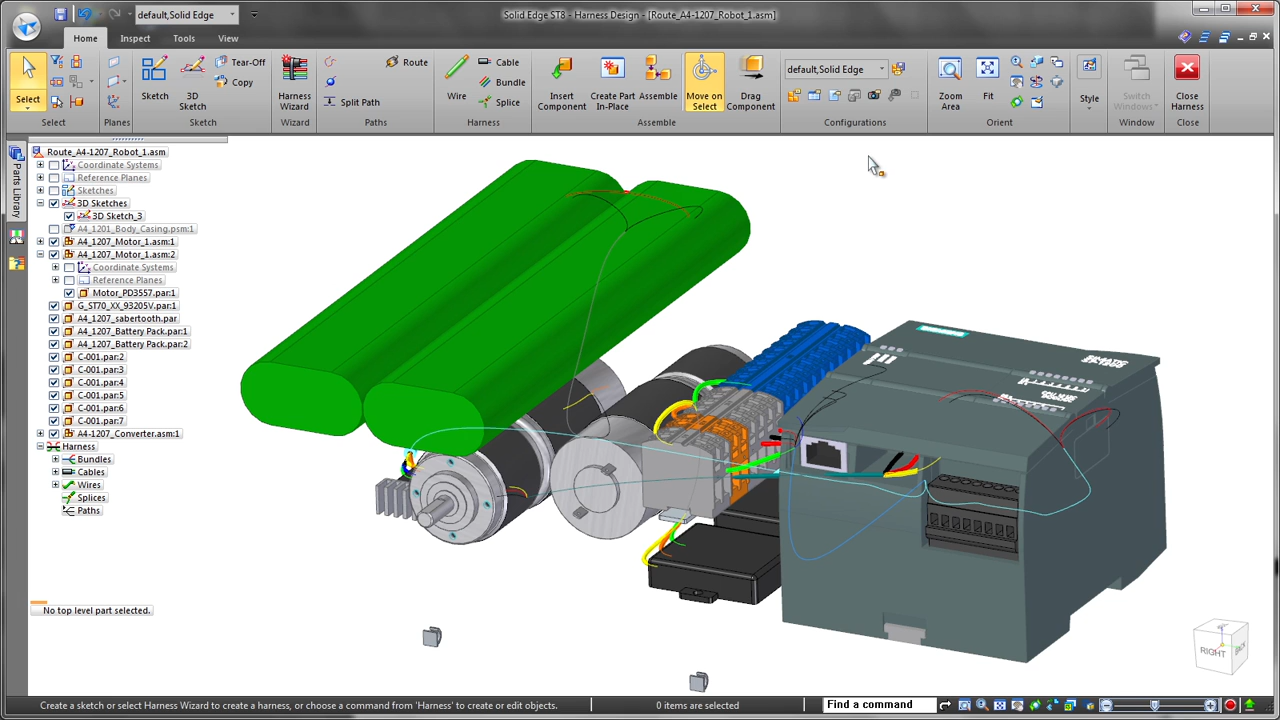 default,Solid Edge
Solid Edge ST8 - Harness Design - [Route_A4-1207_Robot_1.asm]
Home
Inspect
Tools
View
Select
Sketch
3D
Sketch
Tear-Off
Copy
Harness
Wizard
Route
Split Path
Wire
Cable
Bundle
Splice
Insert
Component
Create Part
In-Place
Assemble
Move on
Select
Drag
Component
default,Solid Edge
Zoom
Area
Fit
Style
Switch
Windows
Close
Harness
Select
Planes
Sketch
Wizard
Paths
Harness
Assemble
Configurations
Orient
Window
Close
Parts Library
Route_A4-1207_Robot_1.asm
Coordinate Systems
Reference Planes
Sketches
3D Sketches
3D Sketch_3
A4_1201_Body_Casing.psm:1
A4_1207_Motor_1.asm:1
A4_1207_Motor_1.asm:2
Coordinate Systems
Reference Planes
Motor_PD3557.par:1
G_ST70_XX_93205V.par:1
A4_1207_sabertooth.par
A4_1207_Battery Pack.par:1
A4_1207_Battery Pack.par:2
C-001.par:2
C-001.par:3
C-001.par:4
C-001.par:5
C-001.par:6
C-001.par:7
A4-1207_Converter.asm:1
Harness
Bundles
Cables
Wires
Splices
Paths
No top level part selected.
RIGHT
Create a sketch or select Harness Wizard to create a harness, or choose a command from 'Harness' to create or edit objects.
0 items are selected
Find a command